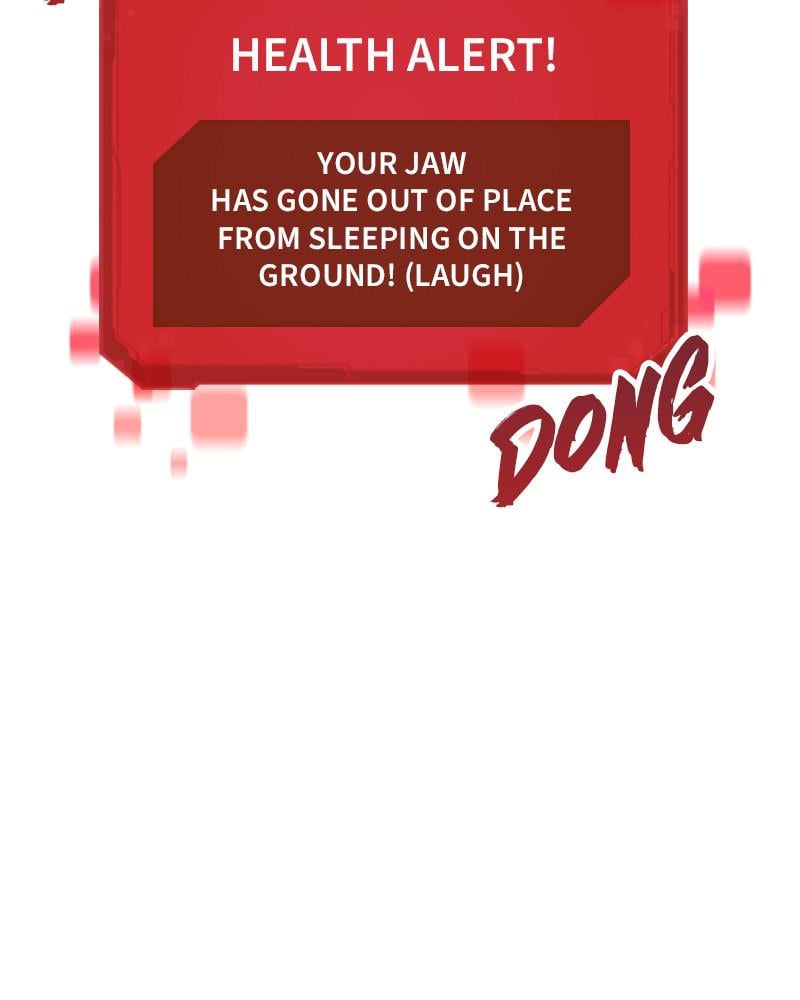 HEALTH ALERT!
YOUR JAW
HAS GONE OUT OF PLACE
FROM SLEEPING ON THE
GROUND! (LAUGH)
DONG